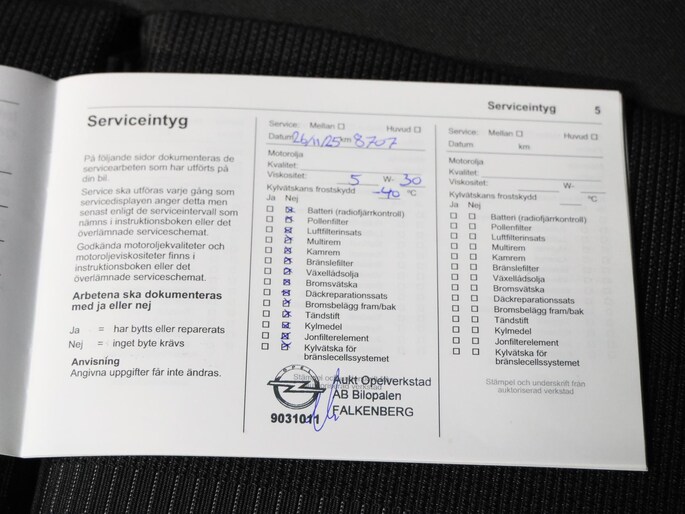 Serviceintyg 5
Serviceintyg
På följande sidor dokumenteras de
servicearbeten som har utförts på
din bil.
Service ska utföras varje gång som
servicedisplayen anger detta men
senast enligt de serviceintervall som
nämns i instruktionsboken eller det
överlämnade serviceschemat.
Godkända motoroljekvaliteter och
motoroljeviskositeter finns i
instruktionsboken eller det
överlämnade serviceschemat.
Arbetena ska dokumenteras
med ja eller nej
Ja = har bytts eller reparerats
Nej = inget byte krävs
Anvisning
Angivna uppgifter får inte ändras.
Service: Mellan ☐ Huvud ☐
Datum 26/11/25 km 8707
Motorolja
Kvalitet:
Viskositet: 5 W- 30
Kylvätskans frostskydd -40 °C
Ja Nej
☐ ☒ Batteri (radiofjärrkontroll)
☐ ☒ Pollenfilter
☐ ☒ Luftfilterinsats
☐ ☒ Multirem
☐ ☒ Kamrem
☐ ☒ Bränslefilter
☐ ☒ Växellådsolja
☐ ☒ Bromsvätska
☐ ☒ Däckreparationssats
☐ ☒ Bromsbelägg fram/bak
☐ ☒ Tändstift
☐ ☒ Kylmedel
☐ ☒ Jonfilterelement
☐ ☒ Kylvätska för
bränslecellssystemet
OPEL
Aukt Opelverkstad
AB Bilopalen
FALKENBERG
9031011
Service: Mellan ☐ Huvud ☐
Datum km
Motorolja
Kvalitet:
Viskositet: W-
Kylvätskans frostskydd °C
Ja Nej
☐ ☐ Batteri (radiofjärrkontroll)
☐ ☐ Pollenfilter
☐ ☐ Luftfilterinsats
☐ ☐ Multirem
☐ ☐ Kamrem
☐ ☐ Bränslefilter
☐ ☐ Växellådsolja
☐ ☐ Bromsvätska
☐ ☐ Däckreparationssats
☐ ☐ Bromsbelägg fram/bak
☐ ☐ Tändstift
☐ ☐ Kylmedel
☐ ☐ Jonfilterelement
☐ ☐ Kylvätska för
bränslecellssystemet
Stämpel och underskrift från
auktoriserad verkstad